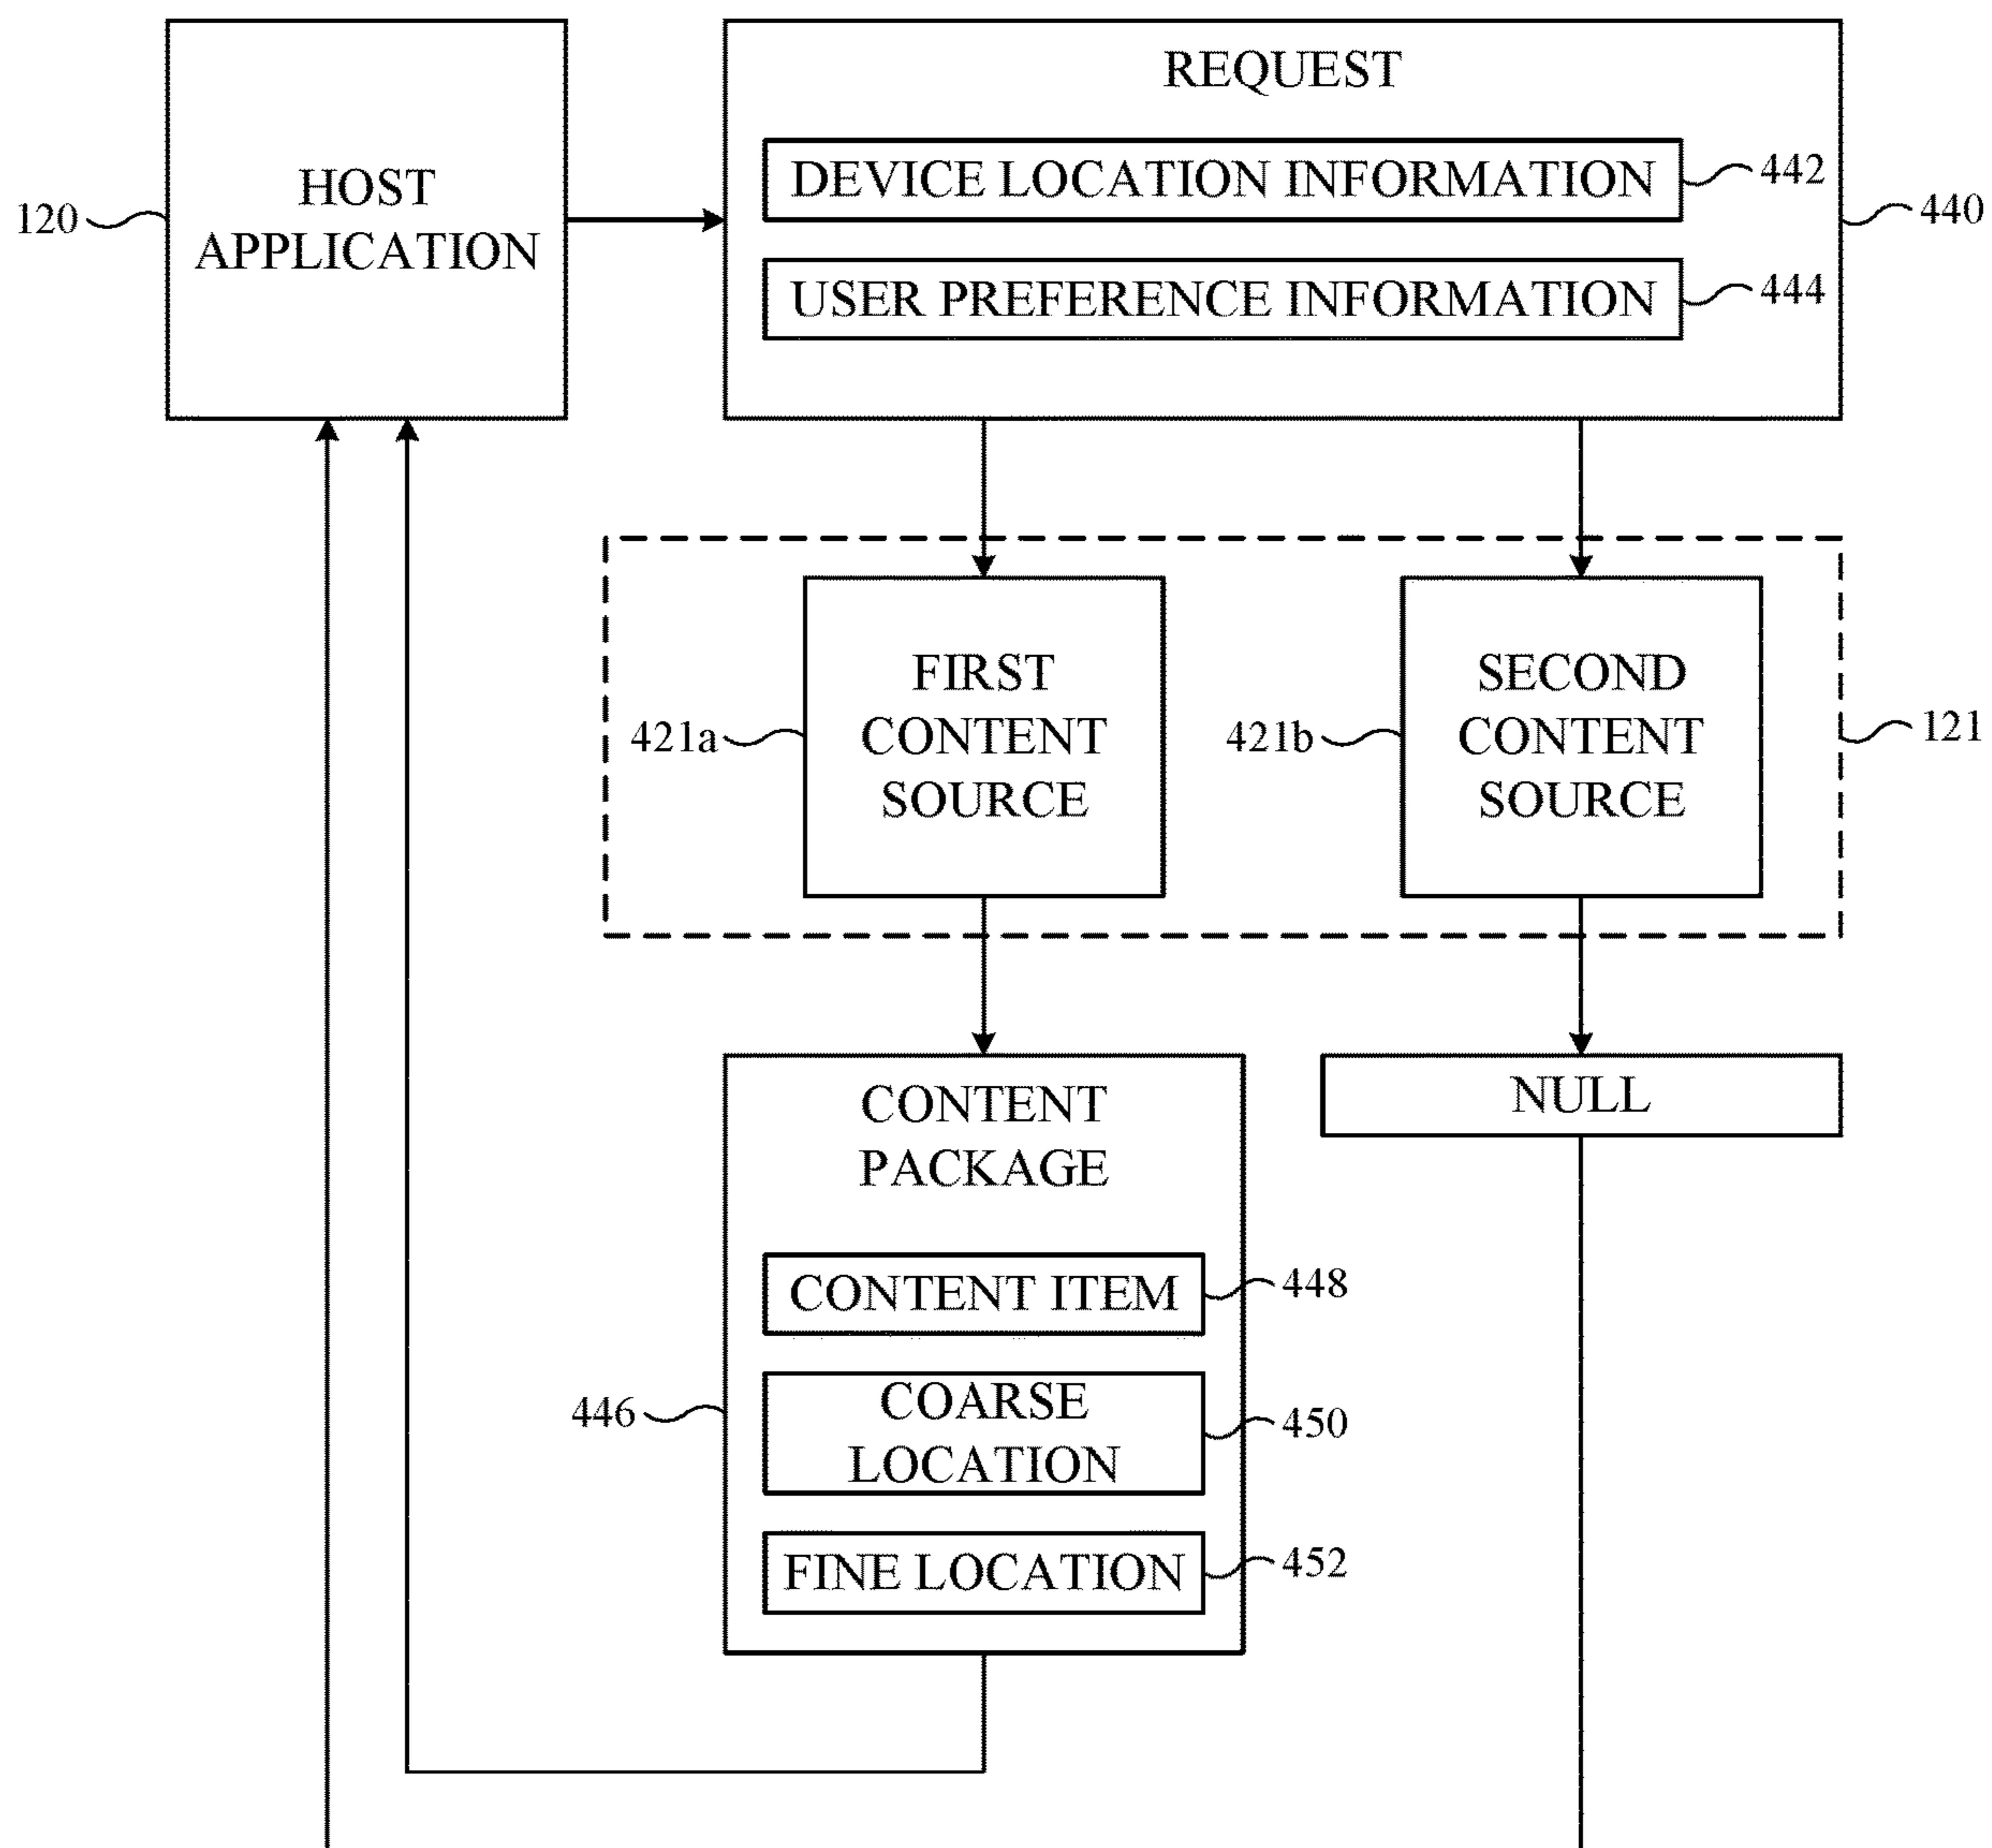 HOST
APPLICATION
120
REQUEST
DEVICE LOCATION INFORMATION
442
USER PREFERENCE INFORMATION
444
440
FIRST
CONTENT
SOURCE
421a
SECOND
CONTENT
SOURCE
421b
121
CONTENT
PACKAGE
CONTENT ITEM
448
COARSE
LOCATION
450
446
FINE LOCATION
452
NULL